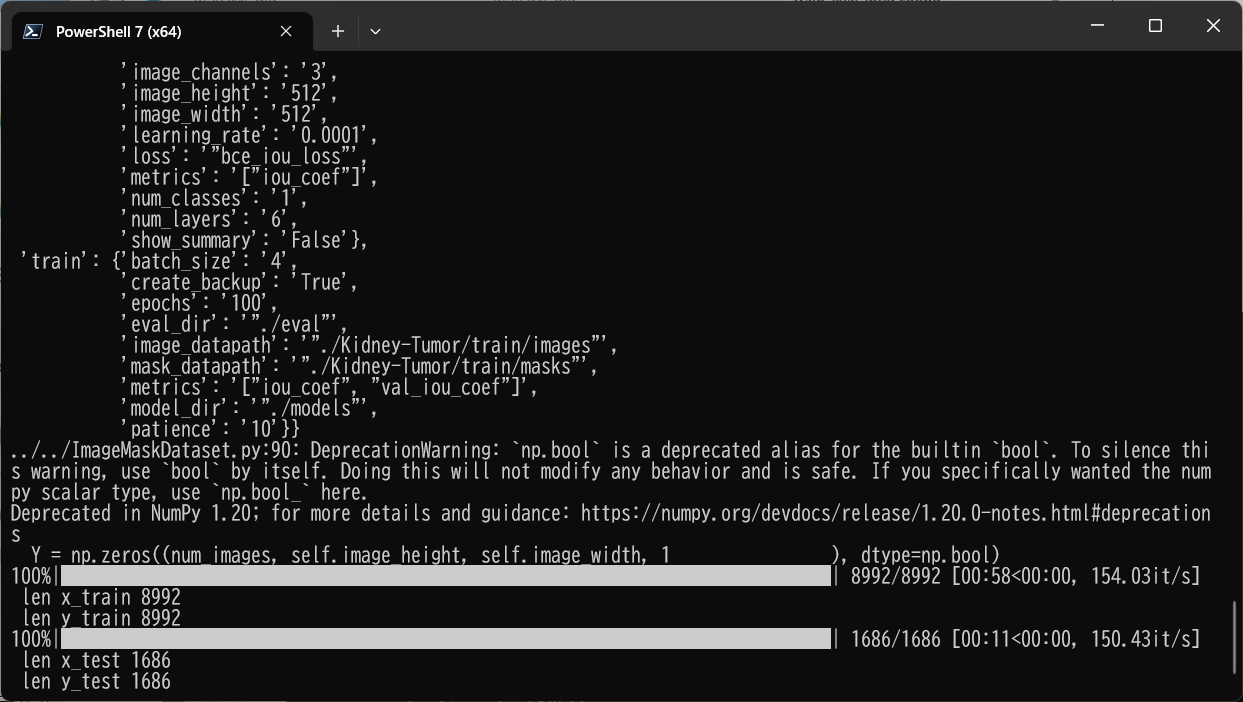 PowerShell 7 (x64)
'image_channels': '3',
'image_height': '512',
'image_width': '512',
'learning_rate': '0.0001',
'loss': '"bce_iou_loss"',
'metrics': '["iou_coef"]',
'num_classes': '1',
'num_layers': '6',
'show_summary': 'False'},
'train': {'batch_size': '4',
'create_backup': 'True',
'epochs': '100',
'eval_dir': '"./eval"',
'image_datapath': '"./Kidney-Tumor/train/images"',
'mask_datapath': '"./Kidney-Tumor/train/masks"',
'metrics': '["iou_coef", "val_iou_coef"]',
'model_dir': '"./models"',
'patience': '10'}}
../../ImageMaskDataset.py:90: DeprecationWarning: `np.bool` is a deprecated alias for the builtin `bool`. To silence thi
s warning, use `bool` by itself. Doing this will not modify any behavior and is safe. If you specifically wanted the num
py scalar type, use `np.bool_` here.
Deprecated in NumPy 1.20; for more details and guidance: https://numpy.org/devdocs/release/1.20.0-notes.html#deprecation
s
Y = np.zeros((num_images, self.image_height, self.image_width, 1 ), dtype=np.bool)
100%| | 8992/8992 [00:58<00:00, 154.03it/s]
len x_train 8992
len y_train 8992
100%| | 1686/1686 [00:11<00:00, 150.43it/s]
len x_test 1686
len y_test 1686